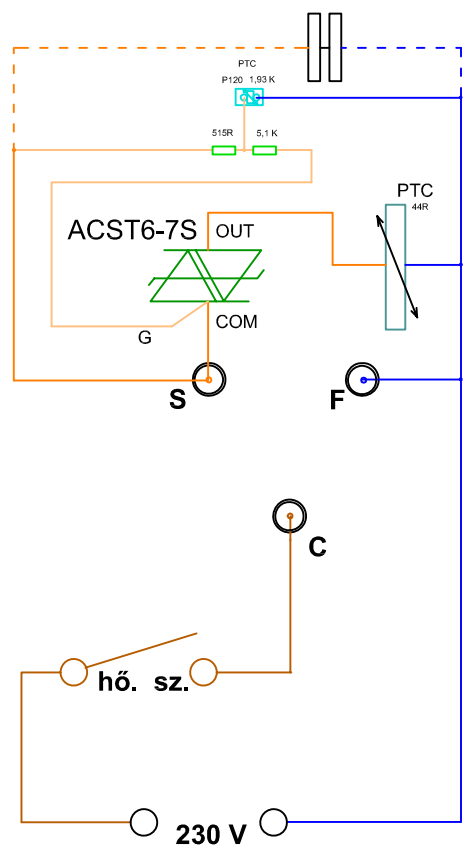 PTC
P120 1,93 K
515R 5,1 K
PTC
44R
ACST6-7S
OUT
COM
G
S
F
C
hő. sz.
230 V